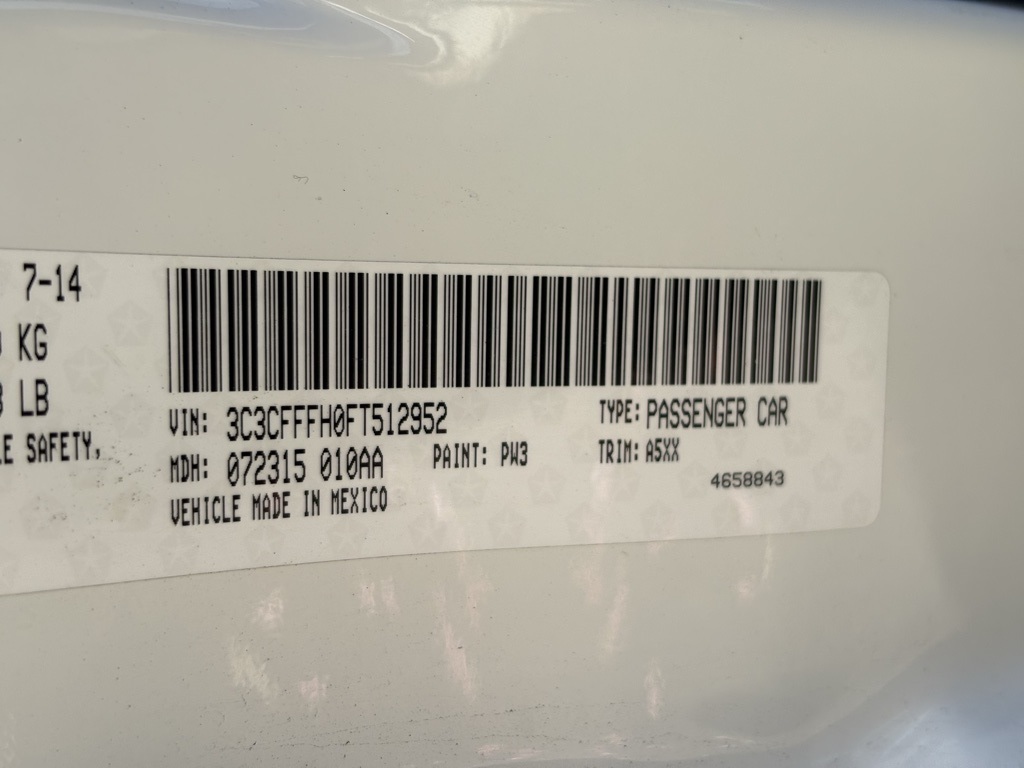 7-14
KG
LB
SAFETY,
VIN: 3C3CFFFH0FT512952
TYPE: PASSENGER CAR
MDH: 072315 010AA
PAINT: PW3
TRIM: A5XX
VEHICLE MADE IN MEXICO
4658843